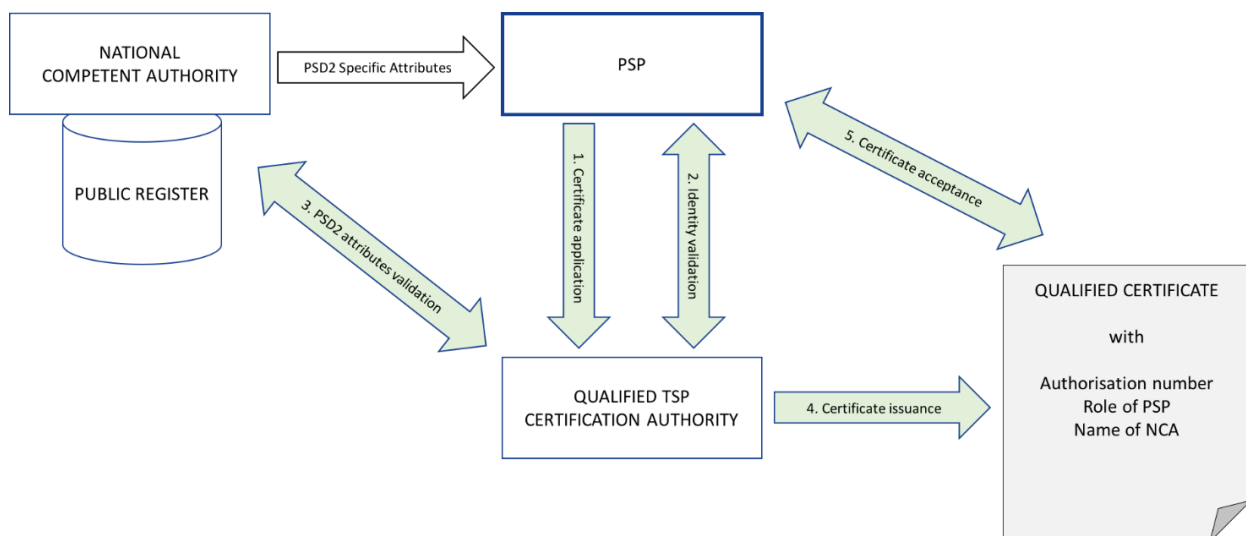 NATIONAL
COMPETENT AUTHORITY
PSD2 Specific Attributes
PSP
PUBLIC REGISTER
1. Certificate application
2. Identity validation
3. PSD2 attributes validation
5. Certificate acceptance
QUALIFIED TSP
CERTIFICATION AUTHORITY
4. Certificate issuance
QUALIFIED CERTIFICATE
with
Authorisation number
Role of PSP
Name of NCA